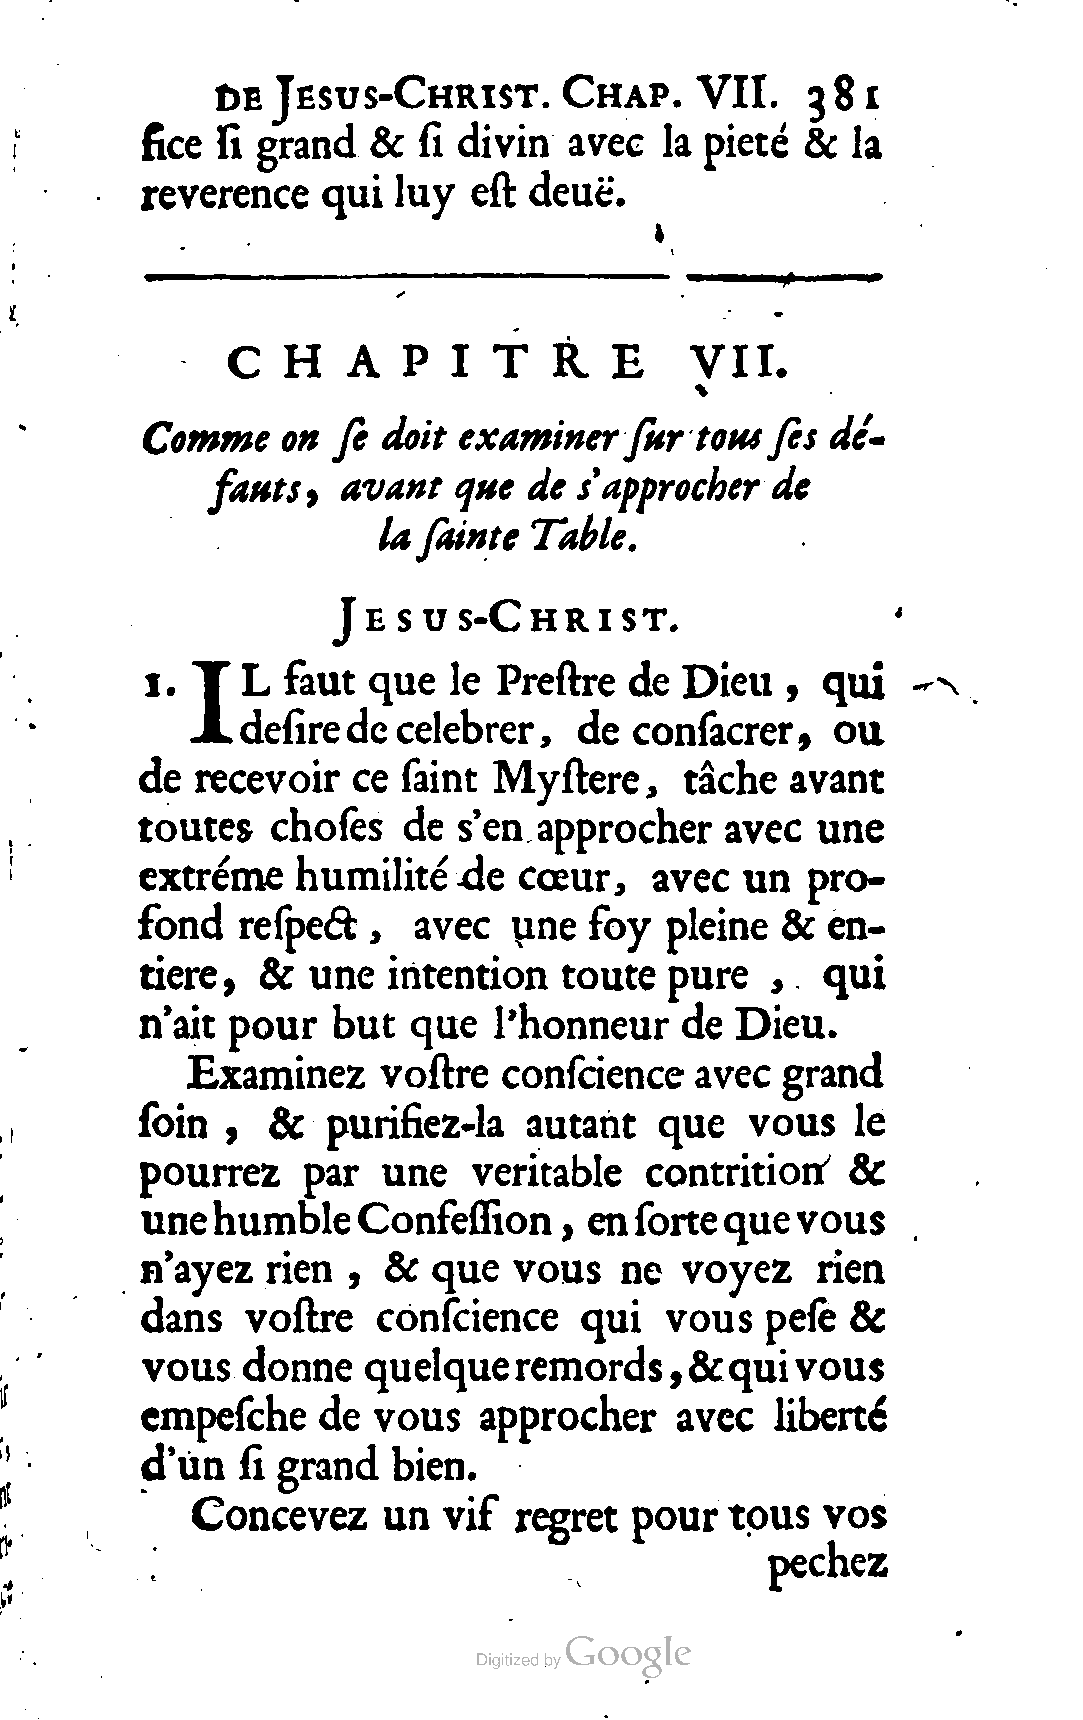 DE JESUS-CHRIST. CHAP. VII. 381
fice ſi grand & ſi divin avec la pieté & la
reverence qui luy eſt deuë.
CHAPITRE VII.
Comme on ſe doit examiner ſur tous ſes dé-
fauts, avant que de s'approcher de
la ſainte Table.
JESUS-CHRIST.
1. IL faut que le Preſtre de Dieu, qui
deſire de celebrer, de conſacrer, ou
de recevoir ce ſaint Myſtere, tâche avant
toutes choſes de s'en approcher avec une
extréme humilité de cœur, avec un pro-
fond reſpect, avec une foy pleine & en-
tiere, & une intention toute pure, qui
n'ait pour but que l'honneur de Dieu.
Examinez voſtre conſcience avec grand
ſoin, & purifiez-la autant que vous le
pourrez par une veritable contrition &
une humble Confeſſion, en ſorte que vous
n'ayez rien, & que vous ne voyez rien
dans voſtre conſcience qui vous peſe &
vous donne quelque remords, & qui vous
empeſche de vous approcher avec liberté
d'un ſi grand bien.
Concevez un vif regret pour tous vos
pechez
Digitized by Google